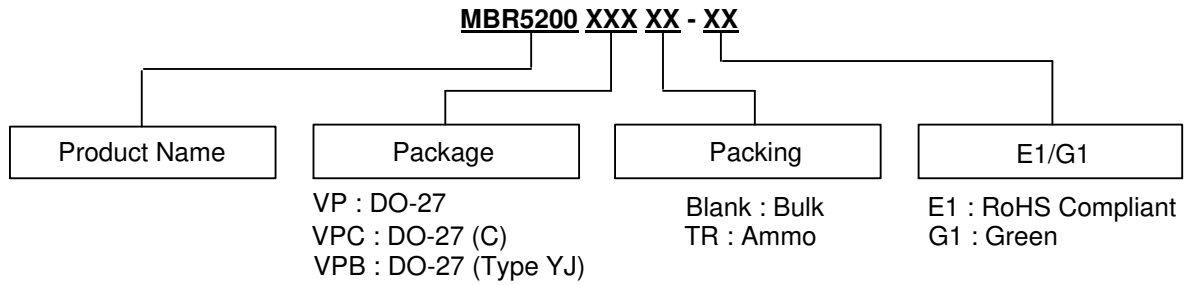 MBR5200 XXX XX - XX
Product Name
Package
Packing
E1/G1
VP : DO-27
VPC : DO-27 (C)
VPB : DO-27 (Type YJ)
Blank : Bulk
TR : Ammo
E1 : RoHS Compliant
G1 : Green